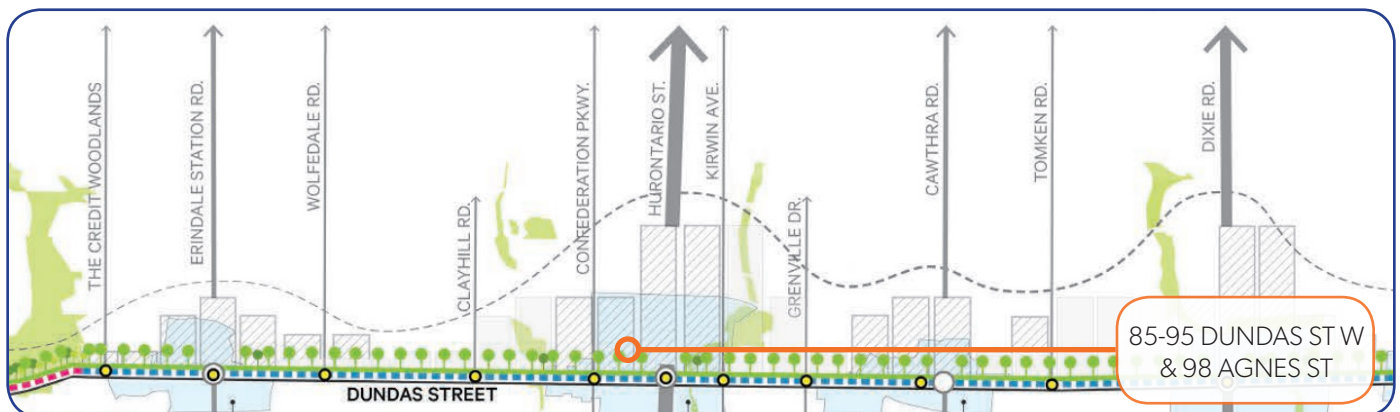 THE CREDIT WOODLANDS
ERINDALE STATION RD.
WOLFEDALE RD.
CLAYHILL RD.
CONFEDERATION PKWY.
HURONTARIO ST.
KIRWIN AVE.
GRENVILLE DR.
CAWTHRA RD.
TOMKEN RD.
DIXIE RD.
85-95 DUNDAS ST W
& 98 AGNES ST
DUNDAS STREET